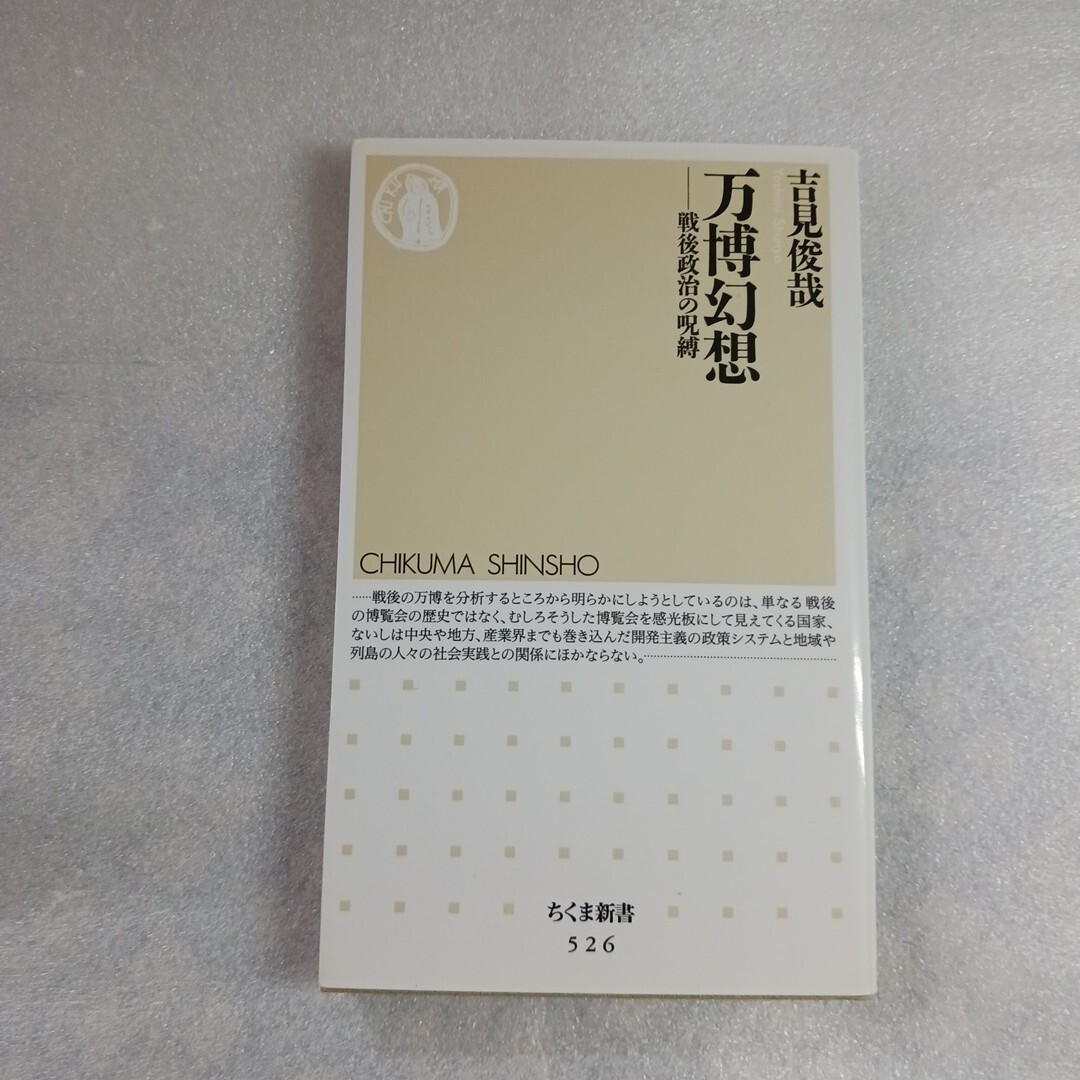 吉見俊哉
万博幻想
──戦後政治の呪縛
CHIKUMA SHINSHO
……戦後の万博を分析するところから明らかにしようとしているのは、単なる戦後
の博覧会の歴史ではなく、むしろそうした博覧会を感光板にして見えてくる国家、
ないしは中央や地方、産業界までも巻き込んだ開発主義の政策システムと地域や
列島の人々の社会実践との関係にほかならない。……………………………………
ちくま新書
526